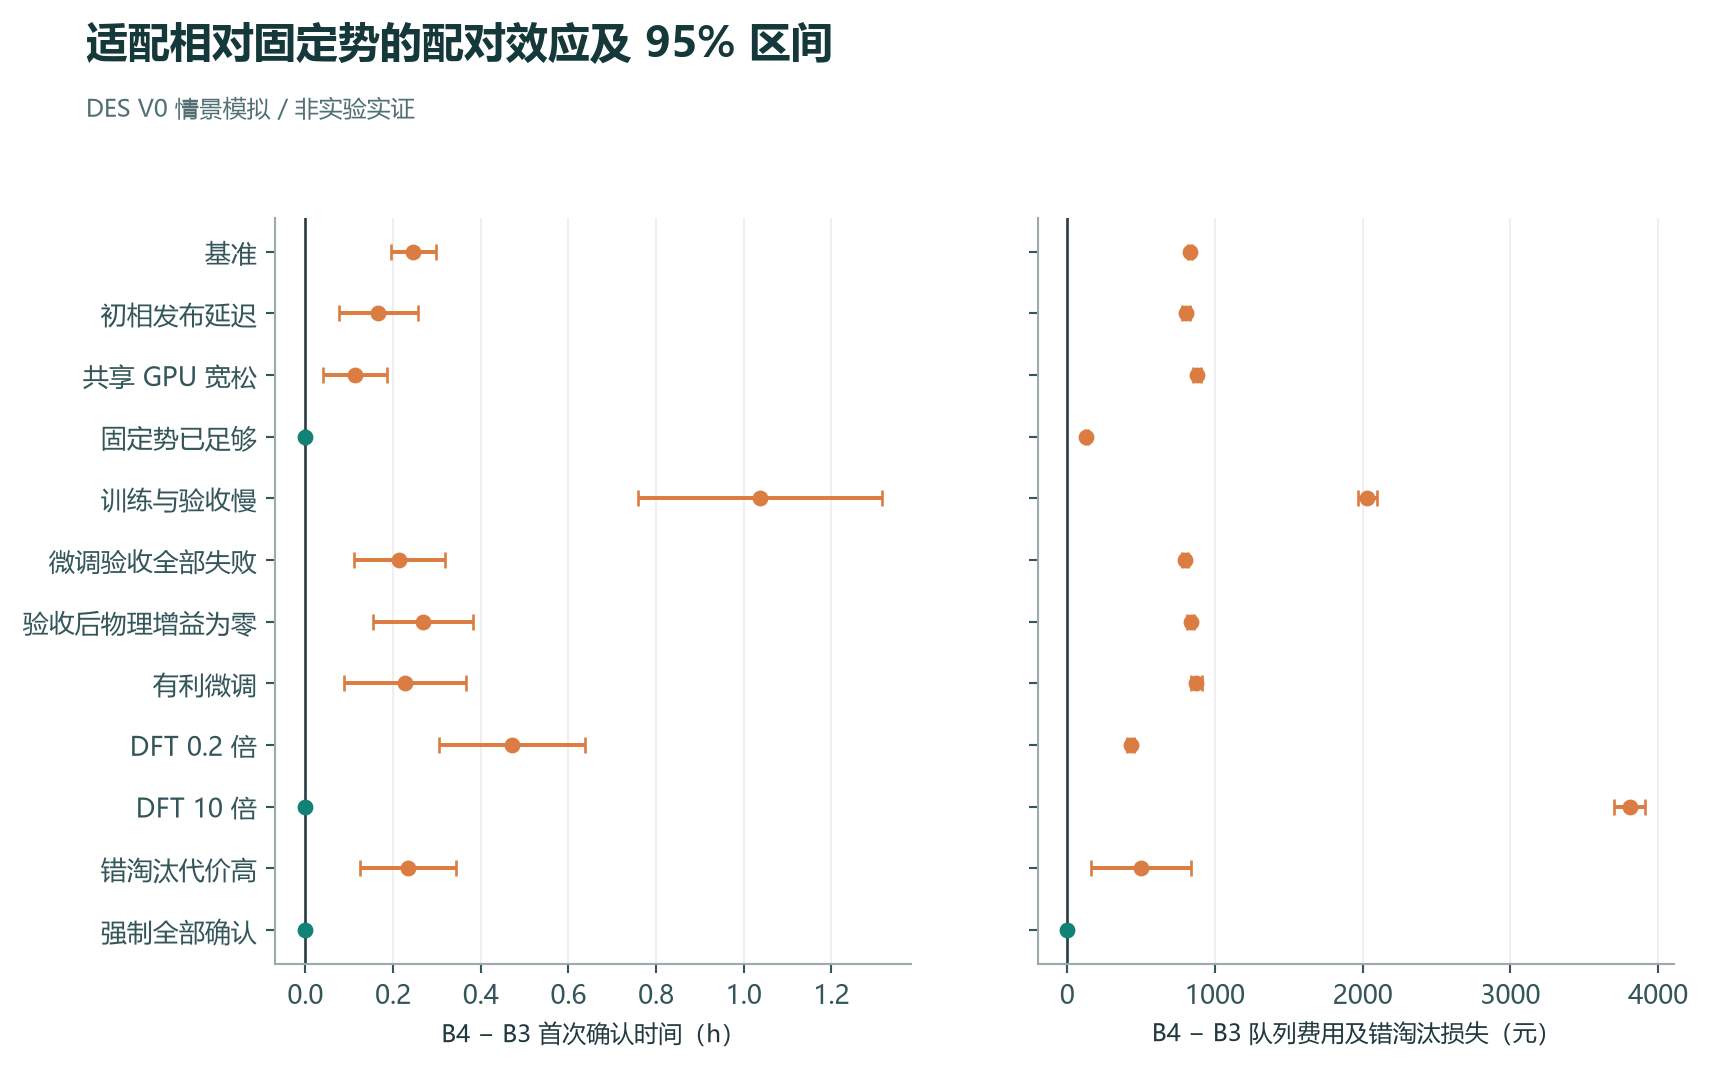 适配相对固定势的配对效应及 95% 区间
DES V0 情景模拟 / 非实验实证
基准
初相发布延迟
共享 GPU 宽松
固定势已足够
训练与验收慢
微调验收全部失败
验收后物理增益为零
有利微调
DFT 0.2 倍
DFT 10 倍
错淘汰代价高
强制全部确认
0.0 0.2 0.4 0.6 0.8 1.0 1.2
B4 − B3 首次确认时间（h）
0 1000 2000 3000 4000
B4 − B3 队列费用及错淘汰损失（元）